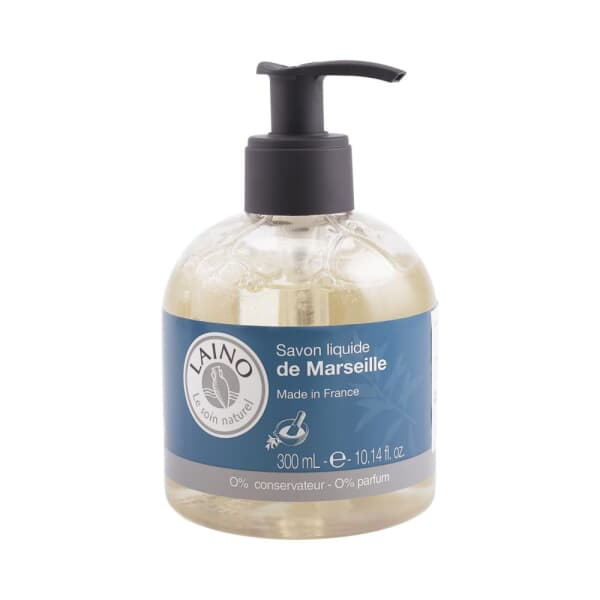 LAINO
Le soin naturel
Savon liquide
de Marseille
Made in France
300 mL - e - 10.14 fl. oz.
0% conservateur - 0% parfum